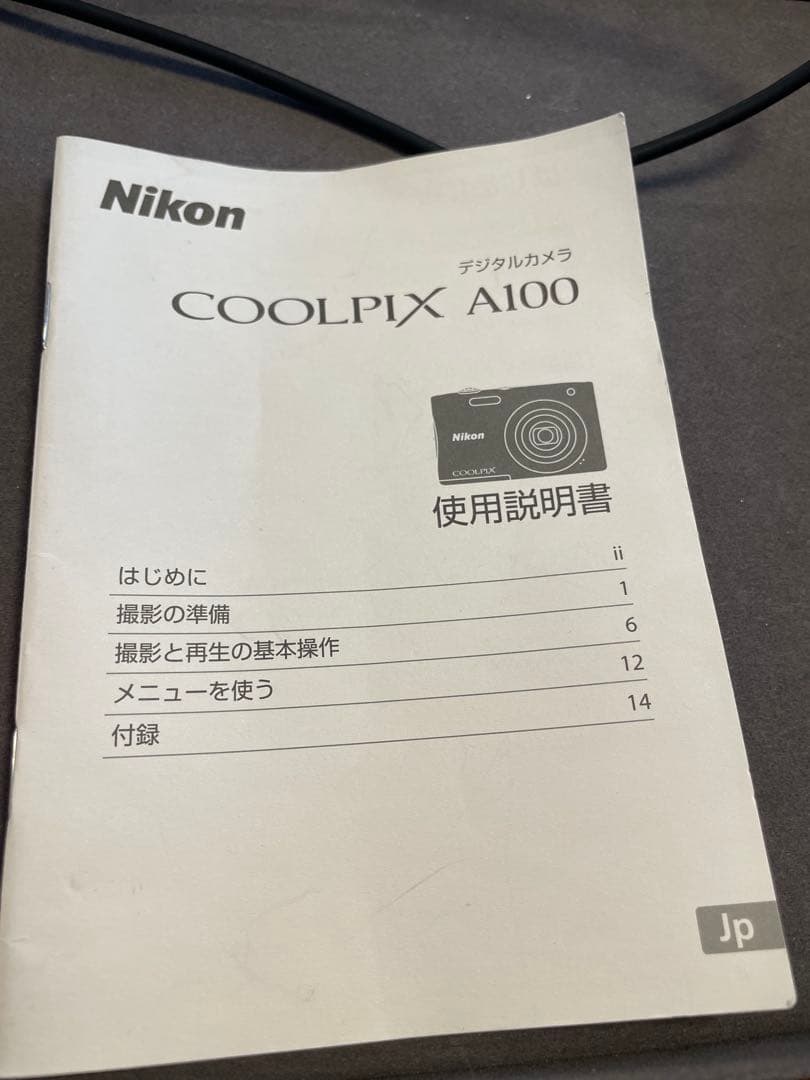 Nikon
デジタルカメラ
COOLPIX A100
Nikon
COOLPIX
使用説明書
はじめに ii
撮影の準備 1
撮影と再生の基本操作 6
メニューを使う 12
付録 14
Jp